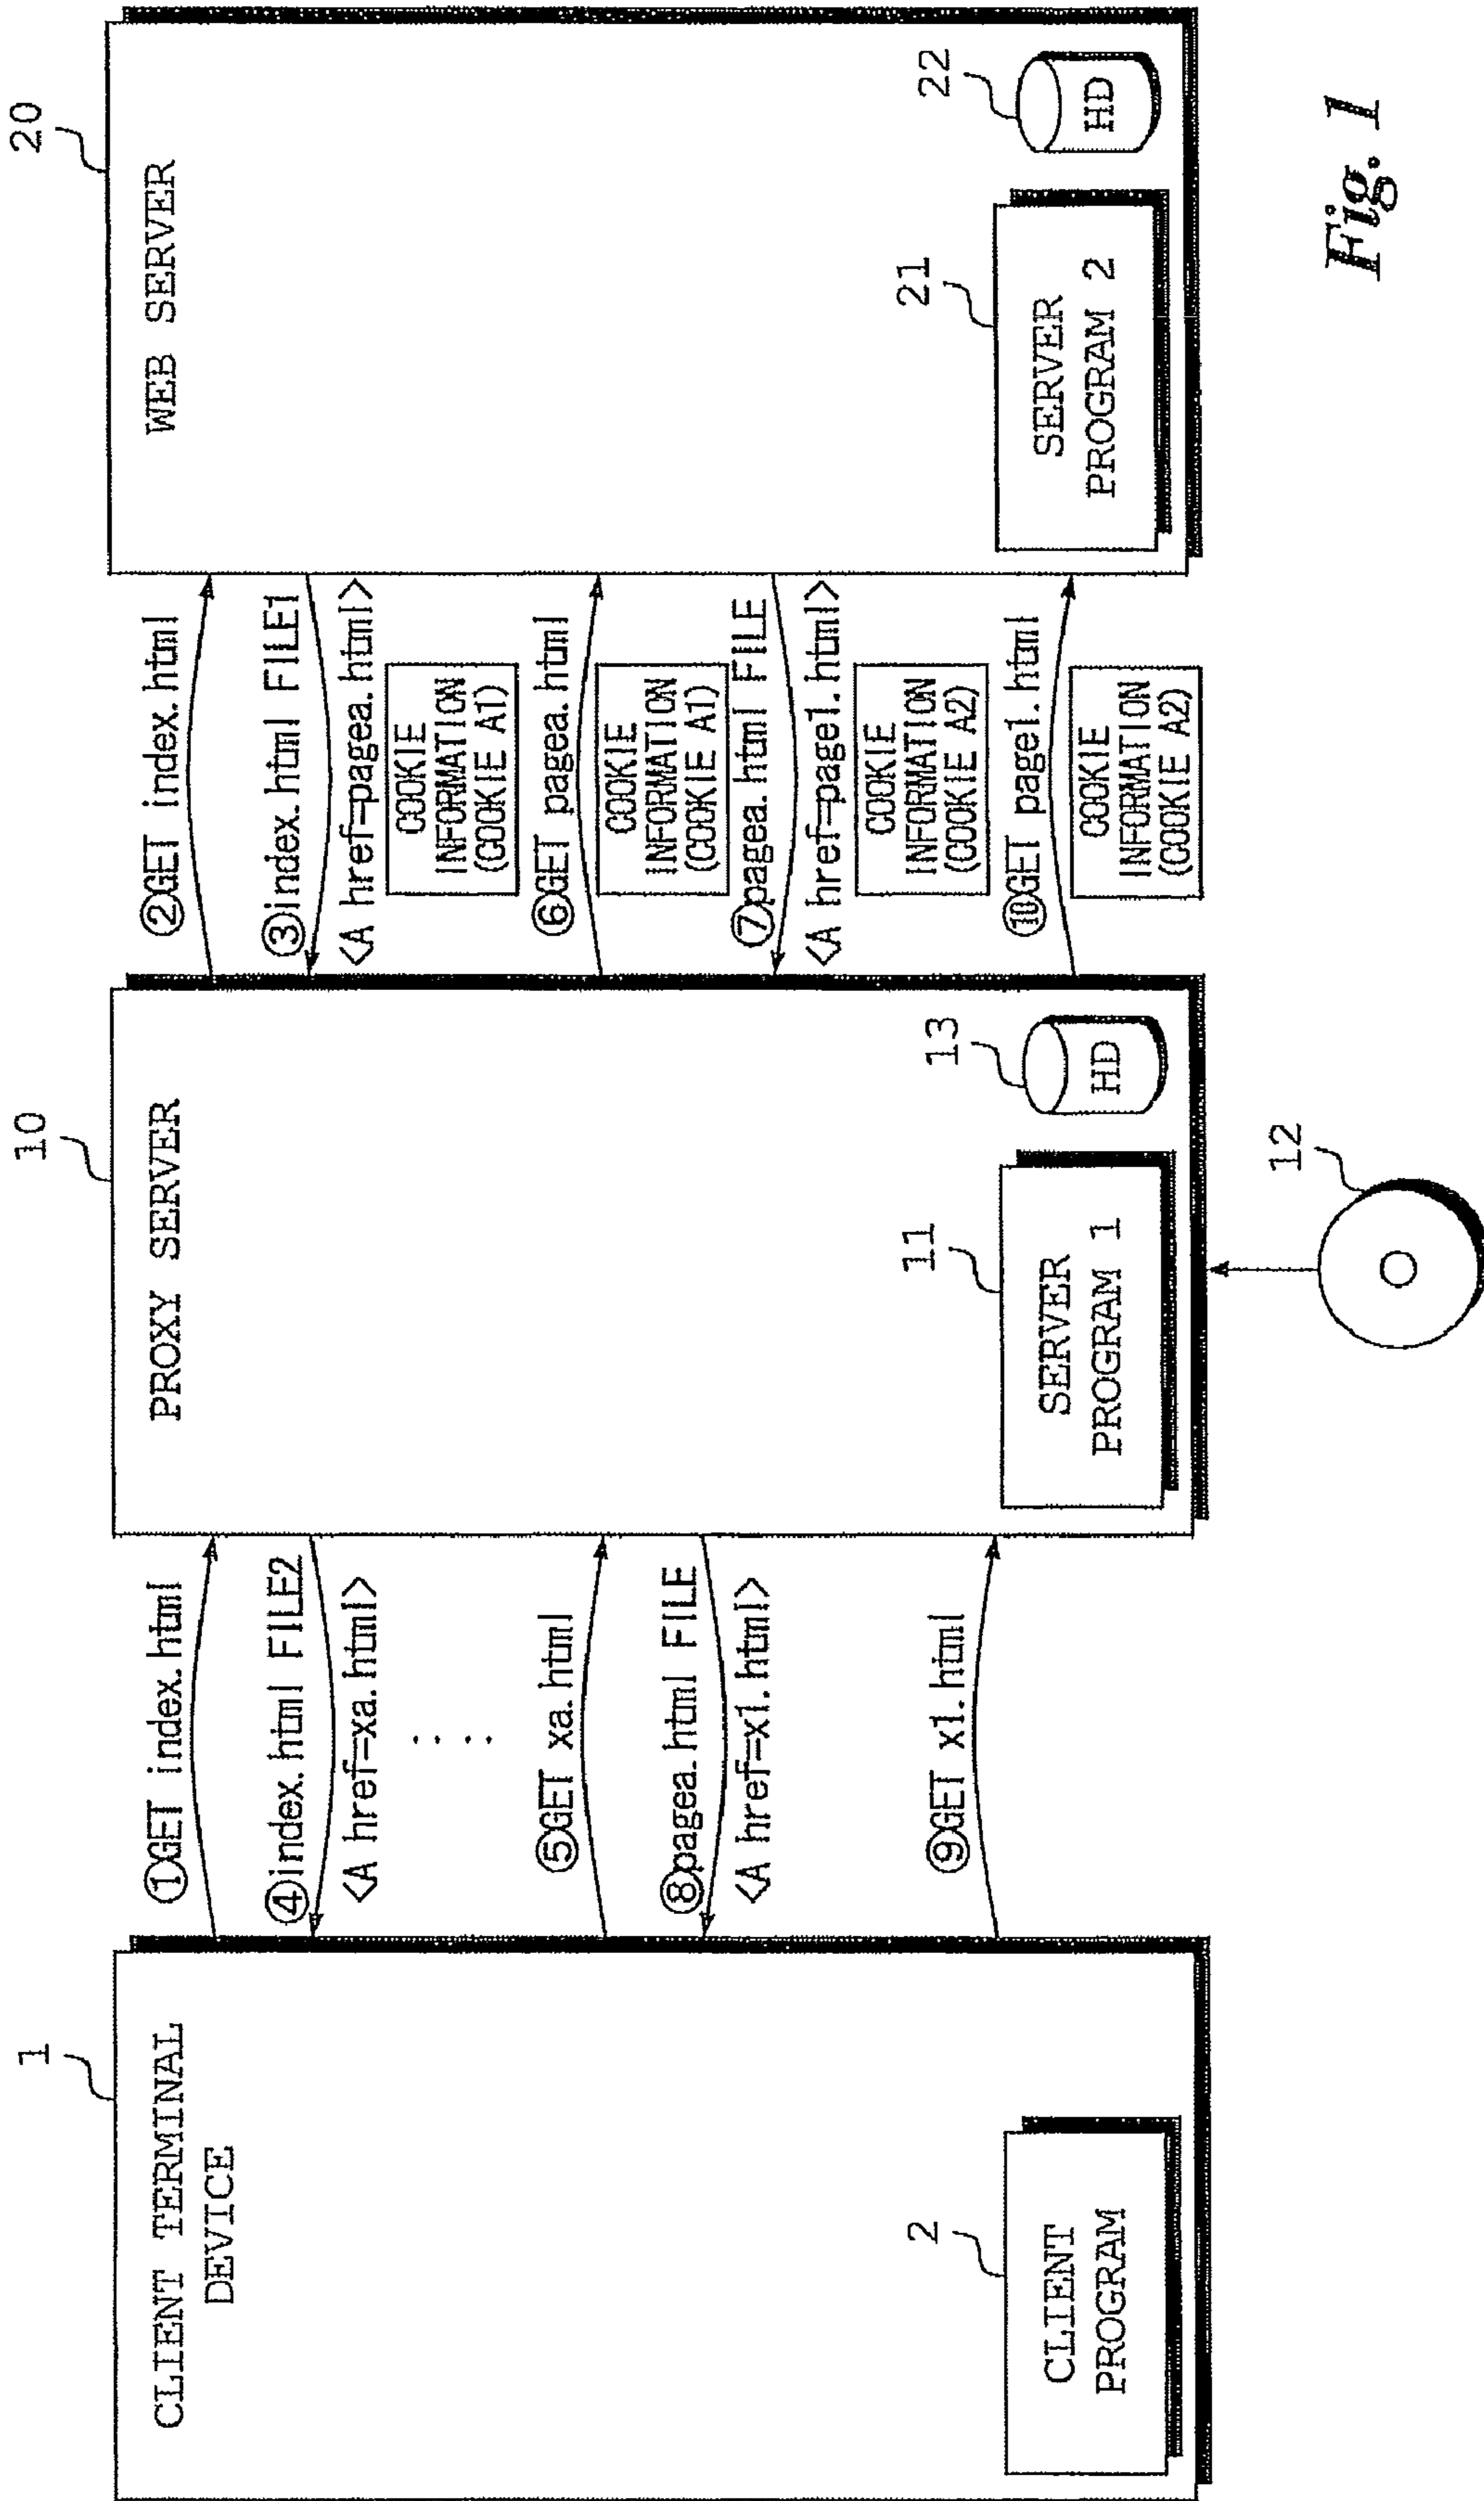 1
CLIENT TERMINAL
DEVICE
2
CLIENT
PROGRAM
①GET index.html
④index.html FILE2
<A href=xa.html>
⑤GET xa.html
⑧pagea.html FILE
<A href=x1.html>
⑨GET x1.html
10
PROXY SERVER
11
SERVER
PROGRAM 1
13
HD
12
②GET index.html
③index.html FILE1
<A href=pagea.html>
COOKIE
INFORMATION
(COOKIE A1)
⑥GET pagea.html
COOKIE
INFORMATION
(COOKIE A1)
⑦pagea.html FILE
<A href=page1.html>
COOKIE
INFORMATION
(COOKIE A2)
⑩GET page1.html
COOKIE
INFORMATION
(COOKIE A2)
20
WEB SERVER
21
SERVER
PROGRAM 2
22
HD
Fig. 1